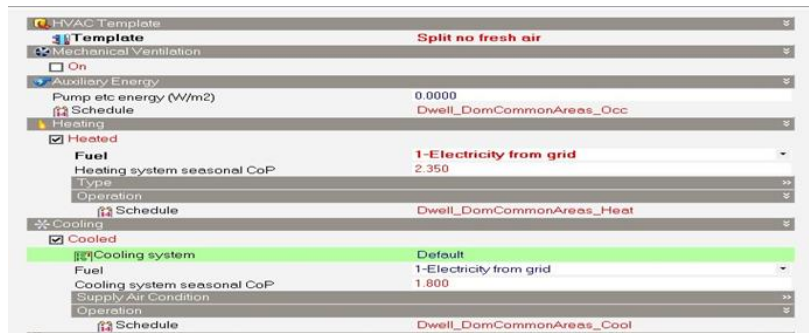 HVAC Template
Template Split no fresh air
Mechanical Ventilation
On
Auxiliary Energy
Pump etc energy (W/m2) 0.0000
Schedule Dwell_DomCommonAreas_Occ
Heating
Heated
Fuel 1-Electricity from grid
Heating system seasonal CoP 2.350
Type
Operation
Schedule Dwell_DomCommonAreas_Heat
Cooling
Cooled
Cooling system Default
Fuel 1-Electricity from grid
Cooling system seasonal CoP 1.800
Supply Air Condition
Operation
Schedule Dwell_DomCommonAreas_Cool